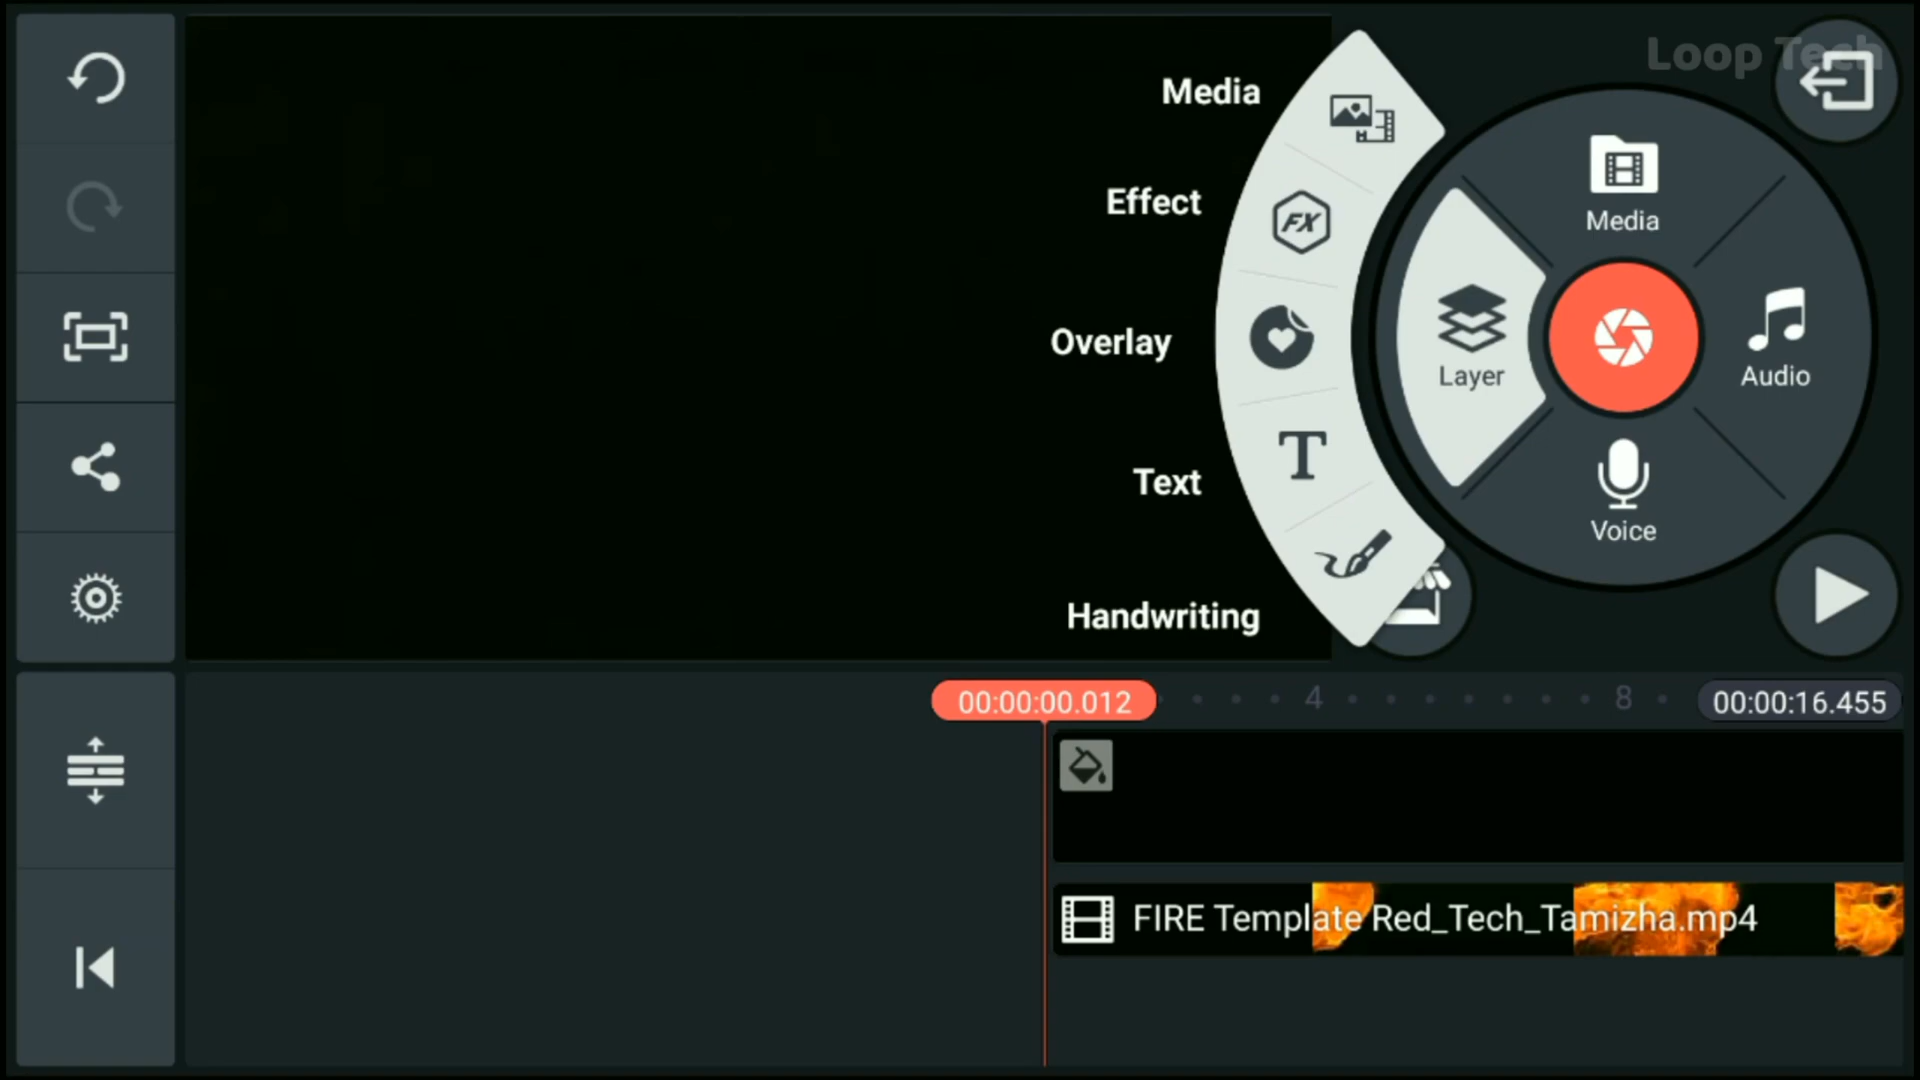 Loop Tech
Media
Effect
FX
Overlay
Text
T
Handwriting
Media
Layer
Audio
Voice
00:00:00.012
4
8
00:00:16.455
FIRE Template Red_Tech_Tamizha.mp4